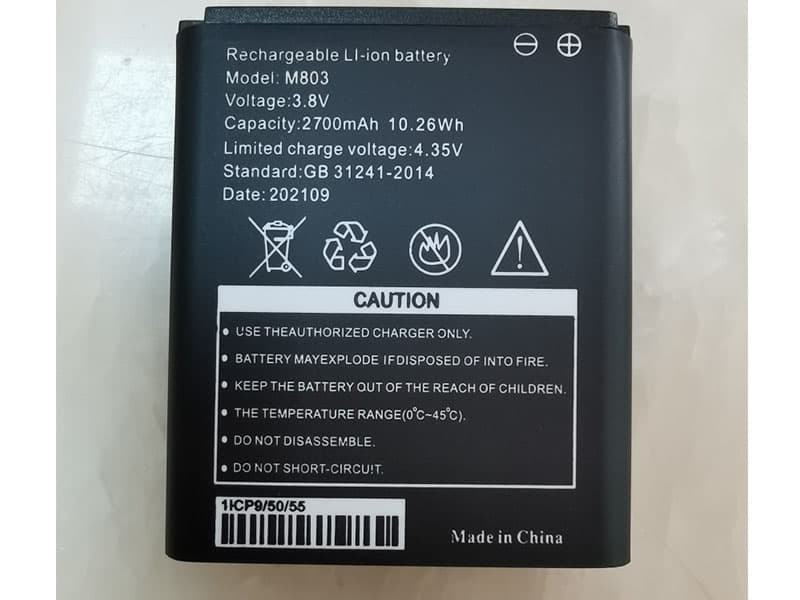 Rechargeable LI-ion battery
Model: M803
Voltage:3.8V
Capacity:2700mAh 10.26Wh
Limited charge voltage:4.35V
Standard:GB 31241-2014
Date: 202109
CAUTION
• USE THEAUTHORIZED CHARGER ONLY.
• BATTERY MAYEXPLODE IFDISPOSED OF INTO FIRE.
• KEEP THE BATTERY OUT OF THE REACH OF CHILDREN.
• THE TEMPERATURE RANGE(0°C~45°C).
• DO NOT DISASSEMBLE.
• DO NOT SHORT-CIRCUIT.
1ICP9/50/55
Made in China